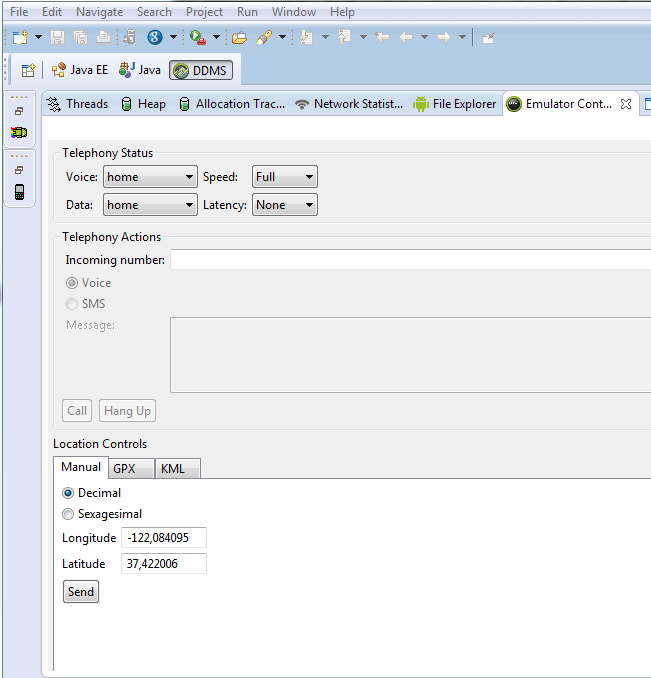 File Edit Navigate Search Project Run Window Help
8
Java EE Java DDMS
Threads Heap Allocation Trac... Network Statist... File Explorer Emulator Cont...
Telephony Status
Voice: home Speed: Full
Data: home Latency: None
Telephony Actions
Incoming number:
Voice
SMS
Message:
Call Hang Up
Location Controls
Manual GPX KML
Decimal
Sexagesimal
Longitude -122,084095
Latitude 37,422006
Send